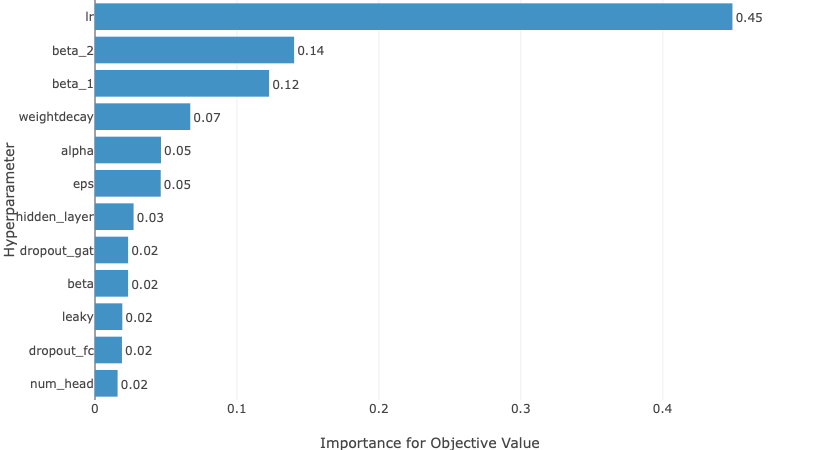 Hyperparameter
lr 0.45
beta_2 0.14
beta_1 0.12
weightdecay 0.07
alpha 0.05
eps 0.05
hidden_layer 0.03
dropout_gat 0.02
beta 0.02
leaky 0.02
dropout_fc 0.02
num_head 0.02
0 0.1 0.2 0.3 0.4
Importance for Objective Value